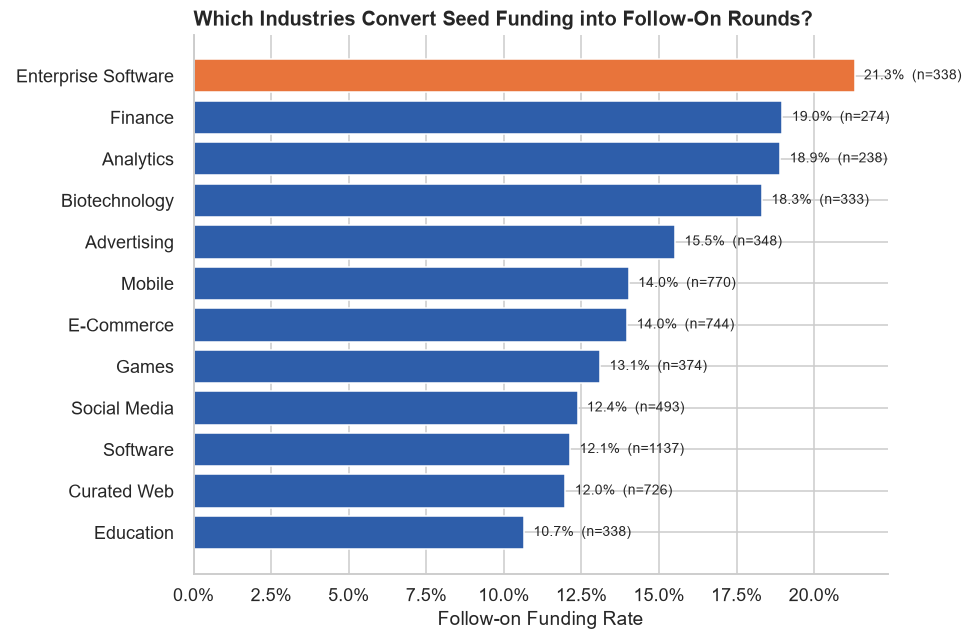 Which Industries Convert Seed Funding into Follow-On Rounds?
Enterprise Software 21.3% (n=338)
Finance 19.0% (n=274)
Analytics 18.9% (n=238)
Biotechnology 18.3% (n=333)
Advertising 15.5% (n=348)
Mobile 14.0% (n=770)
E-Commerce 14.0% (n=744)
Games 13.1% (n=374)
Social Media 12.4% (n=493)
Software 12.1% (n=1137)
Curated Web 12.0% (n=726)
Education 10.7% (n=338)
0.0% 2.5% 5.0% 7.5% 10.0% 12.5% 15.0% 17.5% 20.0%
Follow-on Funding Rate